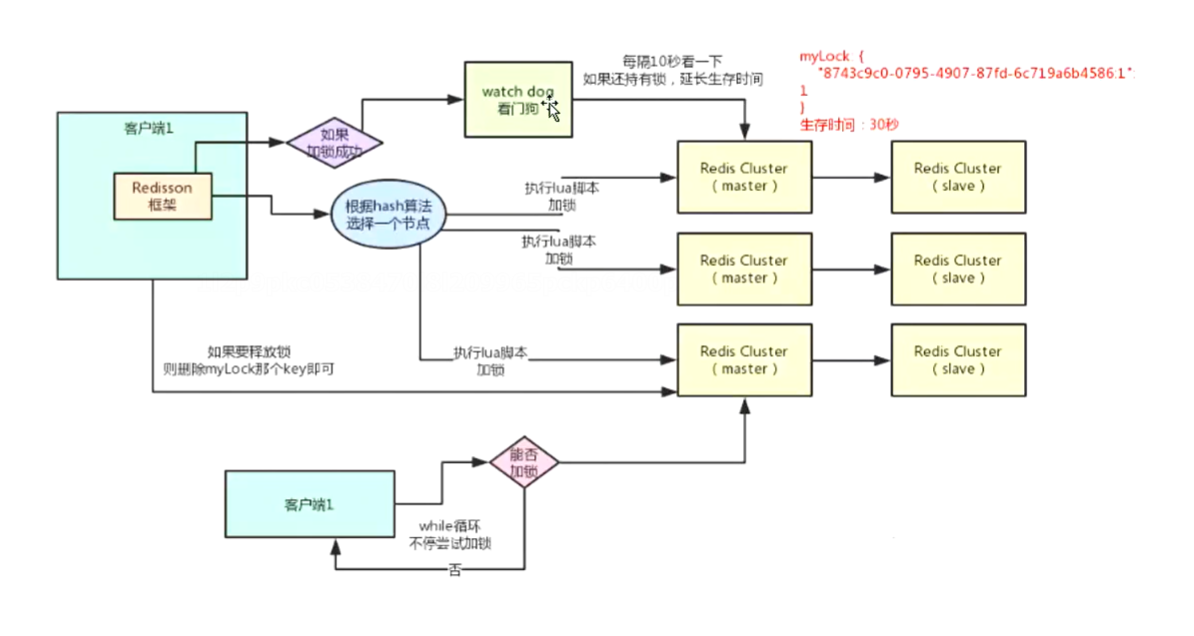 每隔10秒看一下
如果还持有锁，延长生存时间
myLock {
"8743c9c0-0795-4907-87fd-6c719a6b4586:1":
1
}
生存时间：30秒
watch dog
看门狗
客户端1
如果
加锁成功
Redisson
框架
根据hash算法
选择一个节点
执行lua脚本
加锁
Redis Cluster
（ master ）
Redis Cluster
（ slave ）
执行lua脚本
加锁
Redis Cluster
（ master ）
Redis Cluster
（ slave ）
如果要释放锁
则删除myLock那个key即可
执行lua脚本
加锁
Redis Cluster
（ master ）
Redis Cluster
（ slave ）
能否
加锁
客户端1
while循环
不停尝试加锁
否